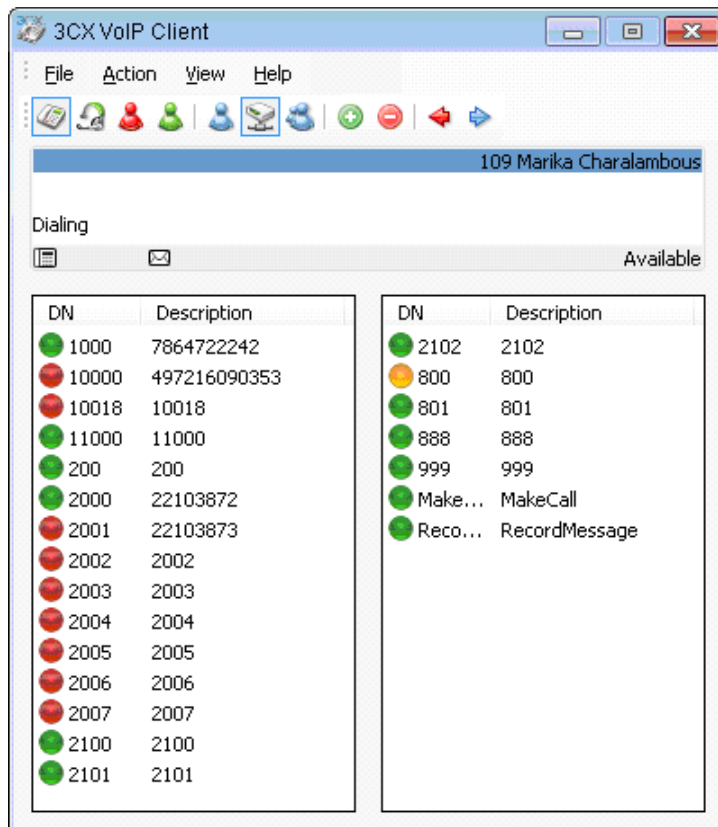 3CX VoIP Client
File Action View Help
109 Marika Charalambous
Dialing
Available
DN Description
1000 7864722242
10000 497216090353
10018 10018
11000 11000
200 200
2000 22103872
2001 22103873
2002 2002
2003 2003
2004 2004
2005 2005
2006 2006
2007 2007
2100 2100
2101 2101
DN Description
2102 2102
800 800
801 801
888 888
999 999
Make... MakeCall
Reco... RecordMessage